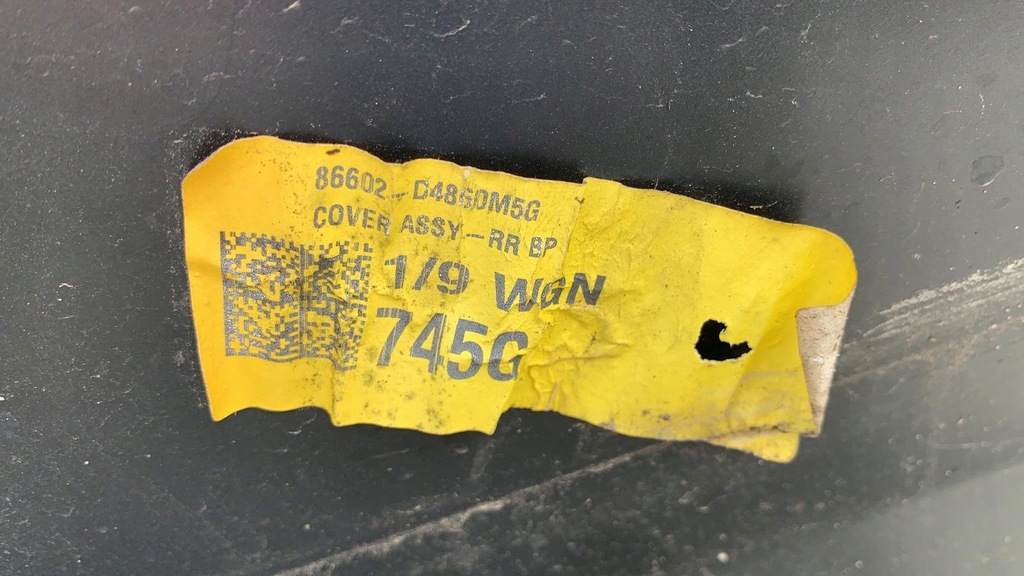 86602-D4860M5G
COVER ASSY-RR BP
1/9 WGN
745G